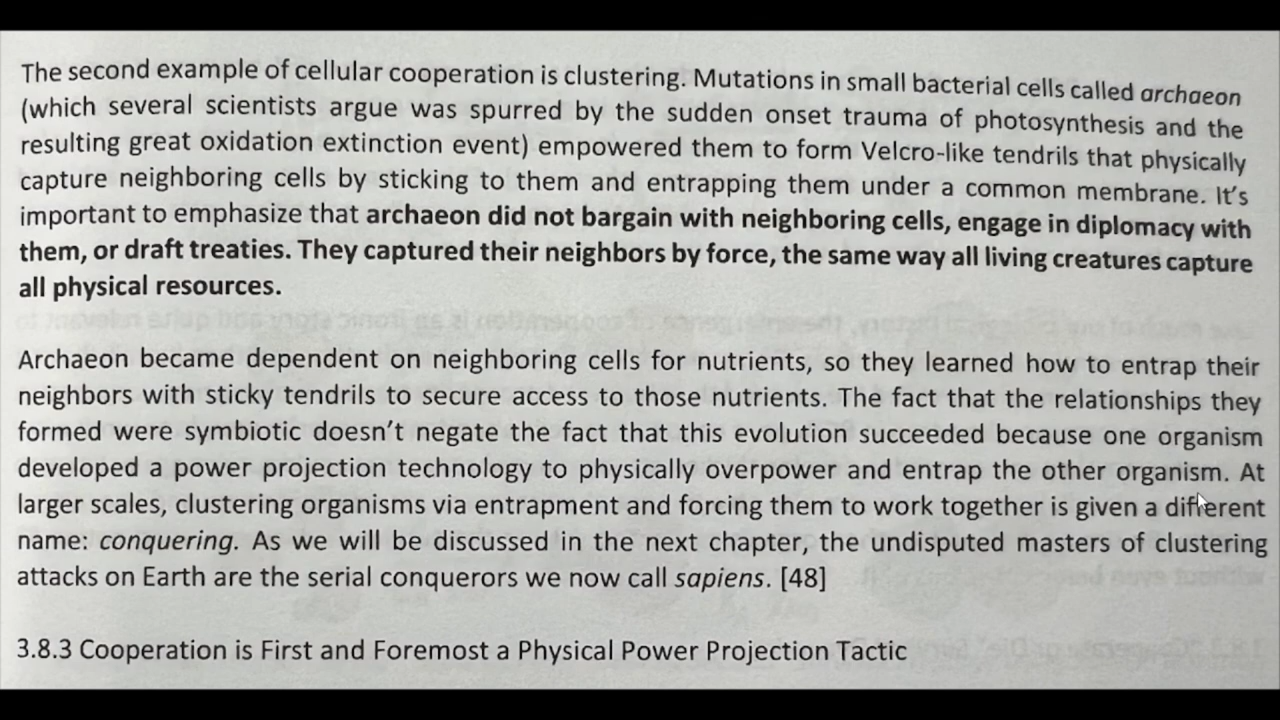 The second example of cellular cooperation is clustering. Mutations in small bacterial cells called archaeon
(which several scientists argue was spurred by the sudden onset trauma of photosynthesis and the
resulting great oxidation extinction event) empowered them to form Velcro-like tendrils that physically
capture neighboring cells by sticking to them and entrapping them under a common membrane. It's
important to emphasize that archaeon did not bargain with neighboring cells, engage in diplomacy with
them, or draft treaties. They captured their neighbors by force, the same way all living creatures capture
all physical resources.
Archaeon became dependent on neighboring cells for nutrients, so they learned how to entrap their
neighbors with sticky tendrils to secure access to those nutrients. The fact that the relationships they
formed were symbiotic doesn't negate the fact that this evolution succeeded because one organism
developed a power projection technology to physically overpower and entrap the other organism. At
larger scales, clustering organisms via entrapment and forcing them to work together is given a different
name: conquering. As we will be discussed in the next chapter, the undisputed masters of clustering
attacks on Earth are the serial conquerors we now call sapiens. [48]
3.8.3 Cooperation is First and Foremost a Physical Power Projection Tactic